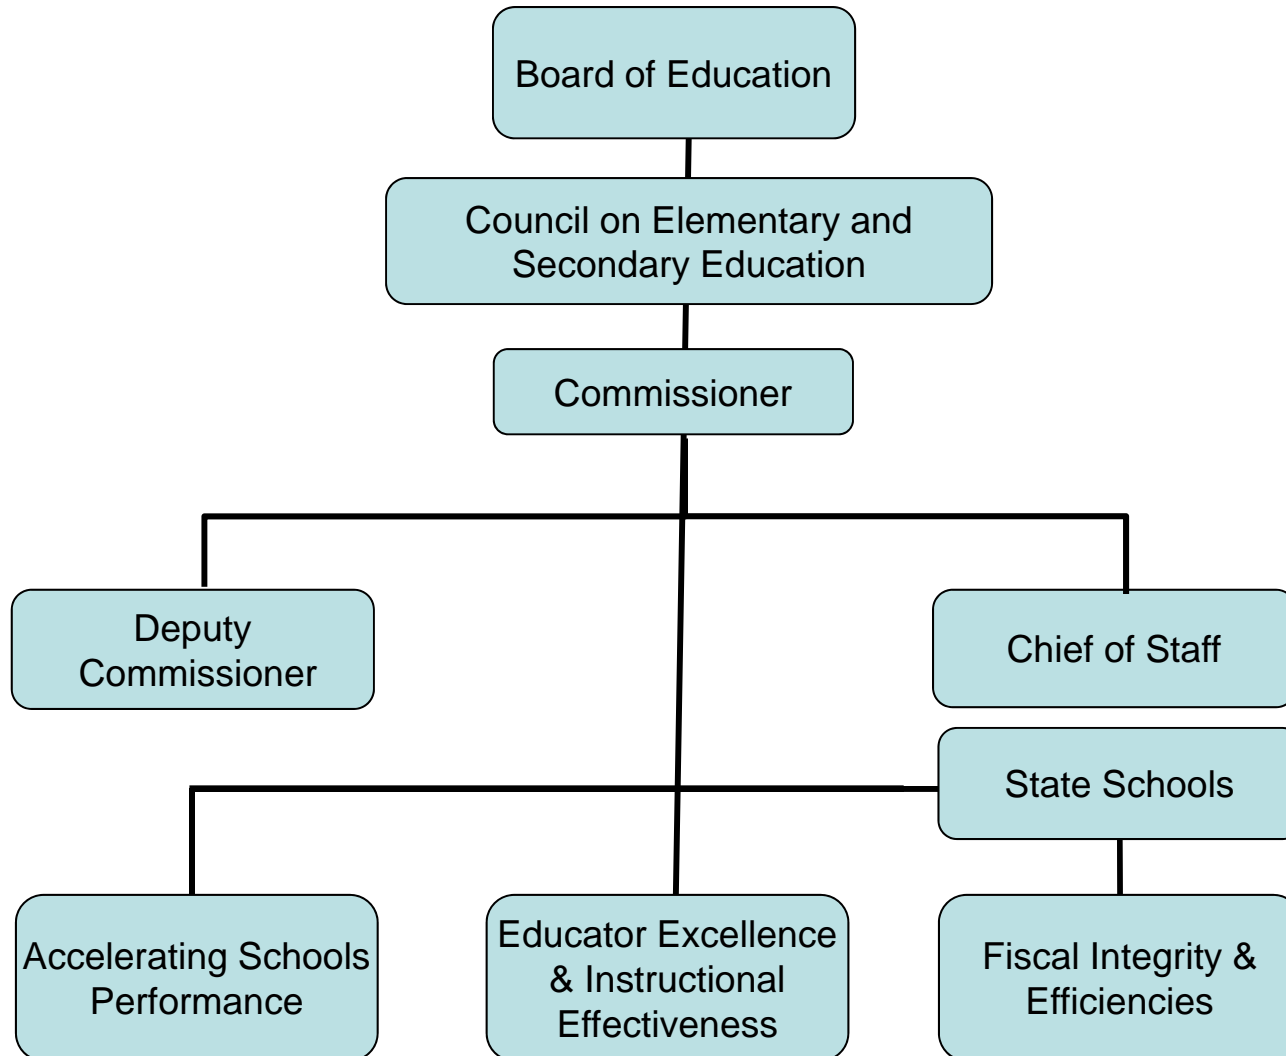 Board of Education
Council on Elementary and
Secondary Education
Commissioner
Deputy
Commissioner
Chief of Staff
State Schools
Accelerating Schools
Performance
Educator Excellence
& Instructional
Effectiveness
Fiscal Integrity &
Efficiencies